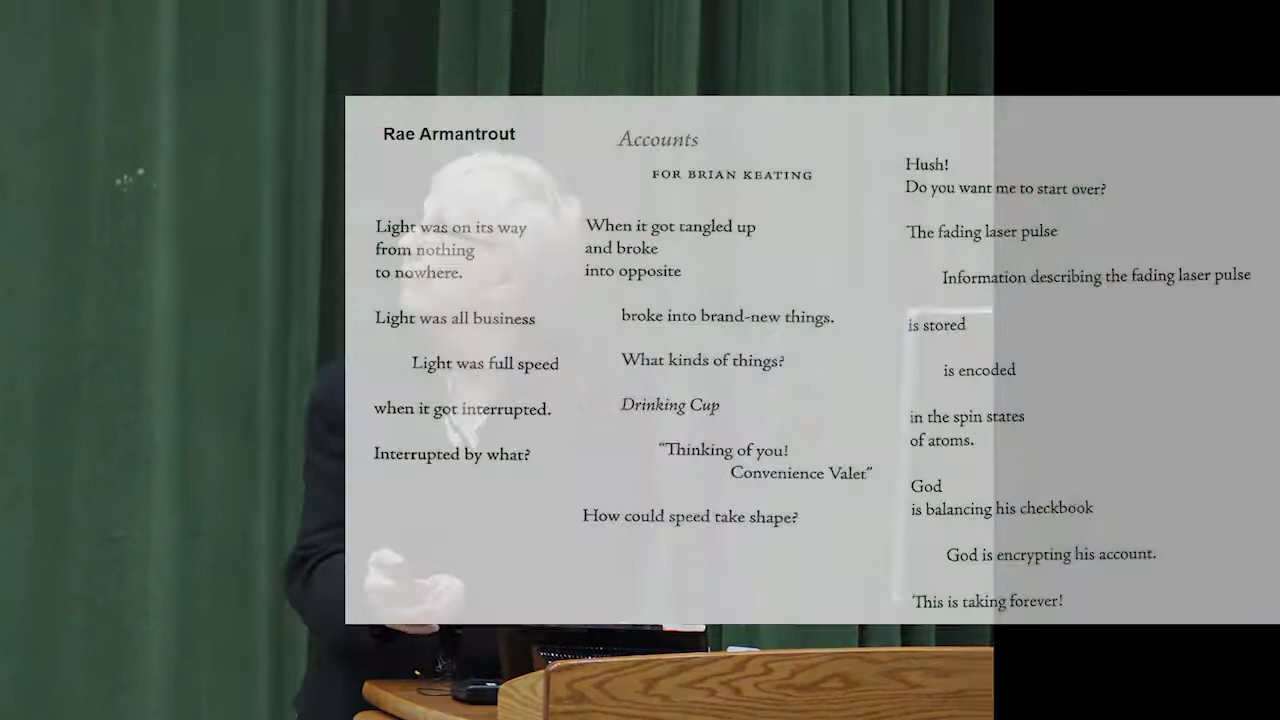 Rae Armantrout
Accounts
FOR BRIAN KEATING
Light was on its way
from nothing
to nowhere.
Light was all business
Light was full speed
when it got interrupted.
Interrupted by what?
When it got tangled up
and broke
into opposite
broke into brand-new things.
What kinds of things?
Drinking Cup
“Thinking of you!
Convenience Valet”
How could speed take shape?
Hush!
Do you want me to start over?
The fading laser pulse
Information describing the fading laser pulse
is stored
is encoded
in the spin states
of atoms.
God
is balancing his checkbook
God is encrypting his account.
This is taking forever!